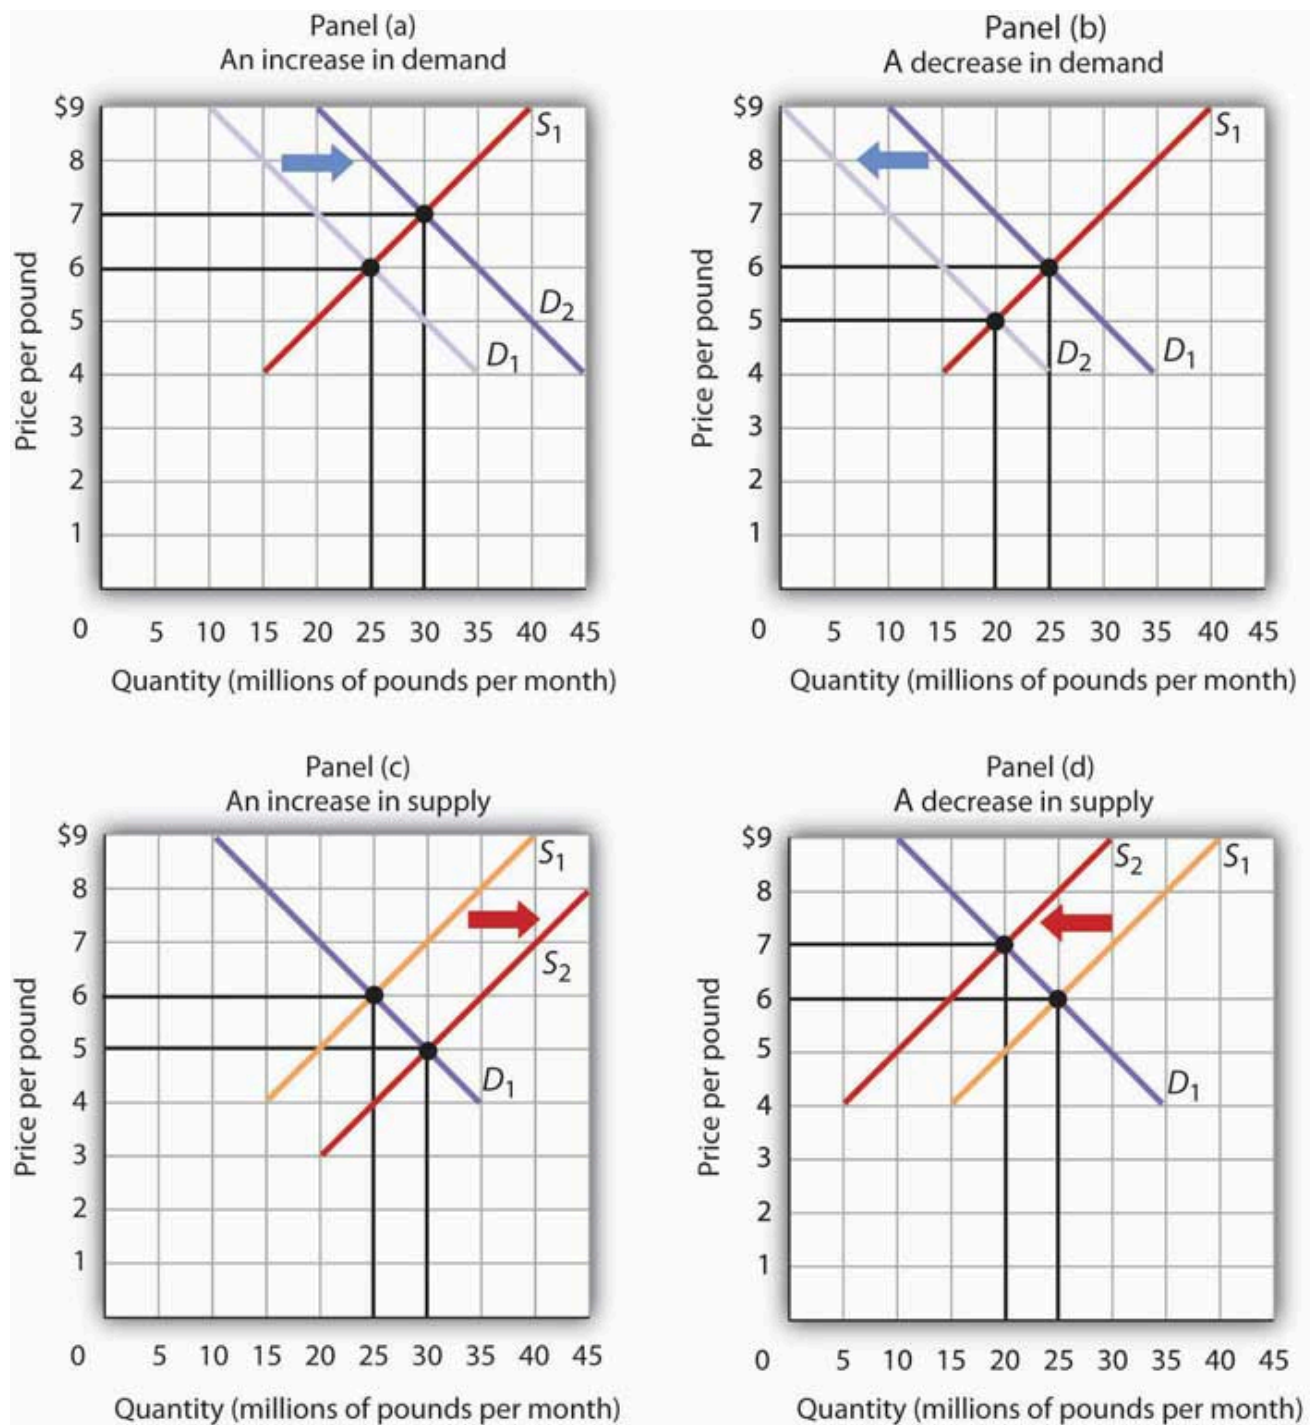 Panel (a)
An increase in demand
$9
8
7
6
5
4
3
2
1
0
5 10 15 20 25 30 35 40 45
Price per pound
Quantity (millions of pounds per month)
S1
D2
D1
Panel (b)
A decrease in demand
$9
8
7
6
5
4
3
2
1
0
5 10 15 20 25 30 35 40 45
Price per pound
Quantity (millions of pounds per month)
S1
D2
D1
Panel (c)
An increase in supply
$9
8
7
6
5
4
3
2
1
0
5 10 15 20 25 30 35 40 45
Price per pound
Quantity (millions of pounds per month)
S1
S2
D1
Panel (d)
A decrease in supply
$9
8
7
6
5
4
3
2
1
0
5 10 15 20 25 30 35 40 45
Price per pound
Quantity (millions of pounds per month)
S2
S1
D1